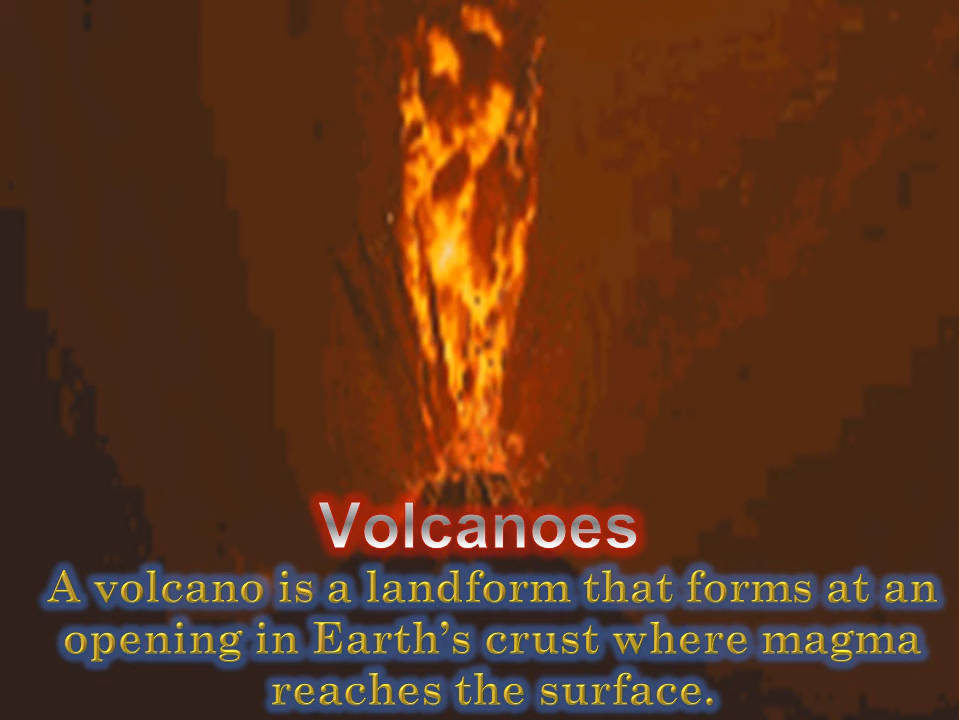 Volcanoes
A volcano is a landform that forms at an
opening in Earth’s crust where magma
reaches the surface.